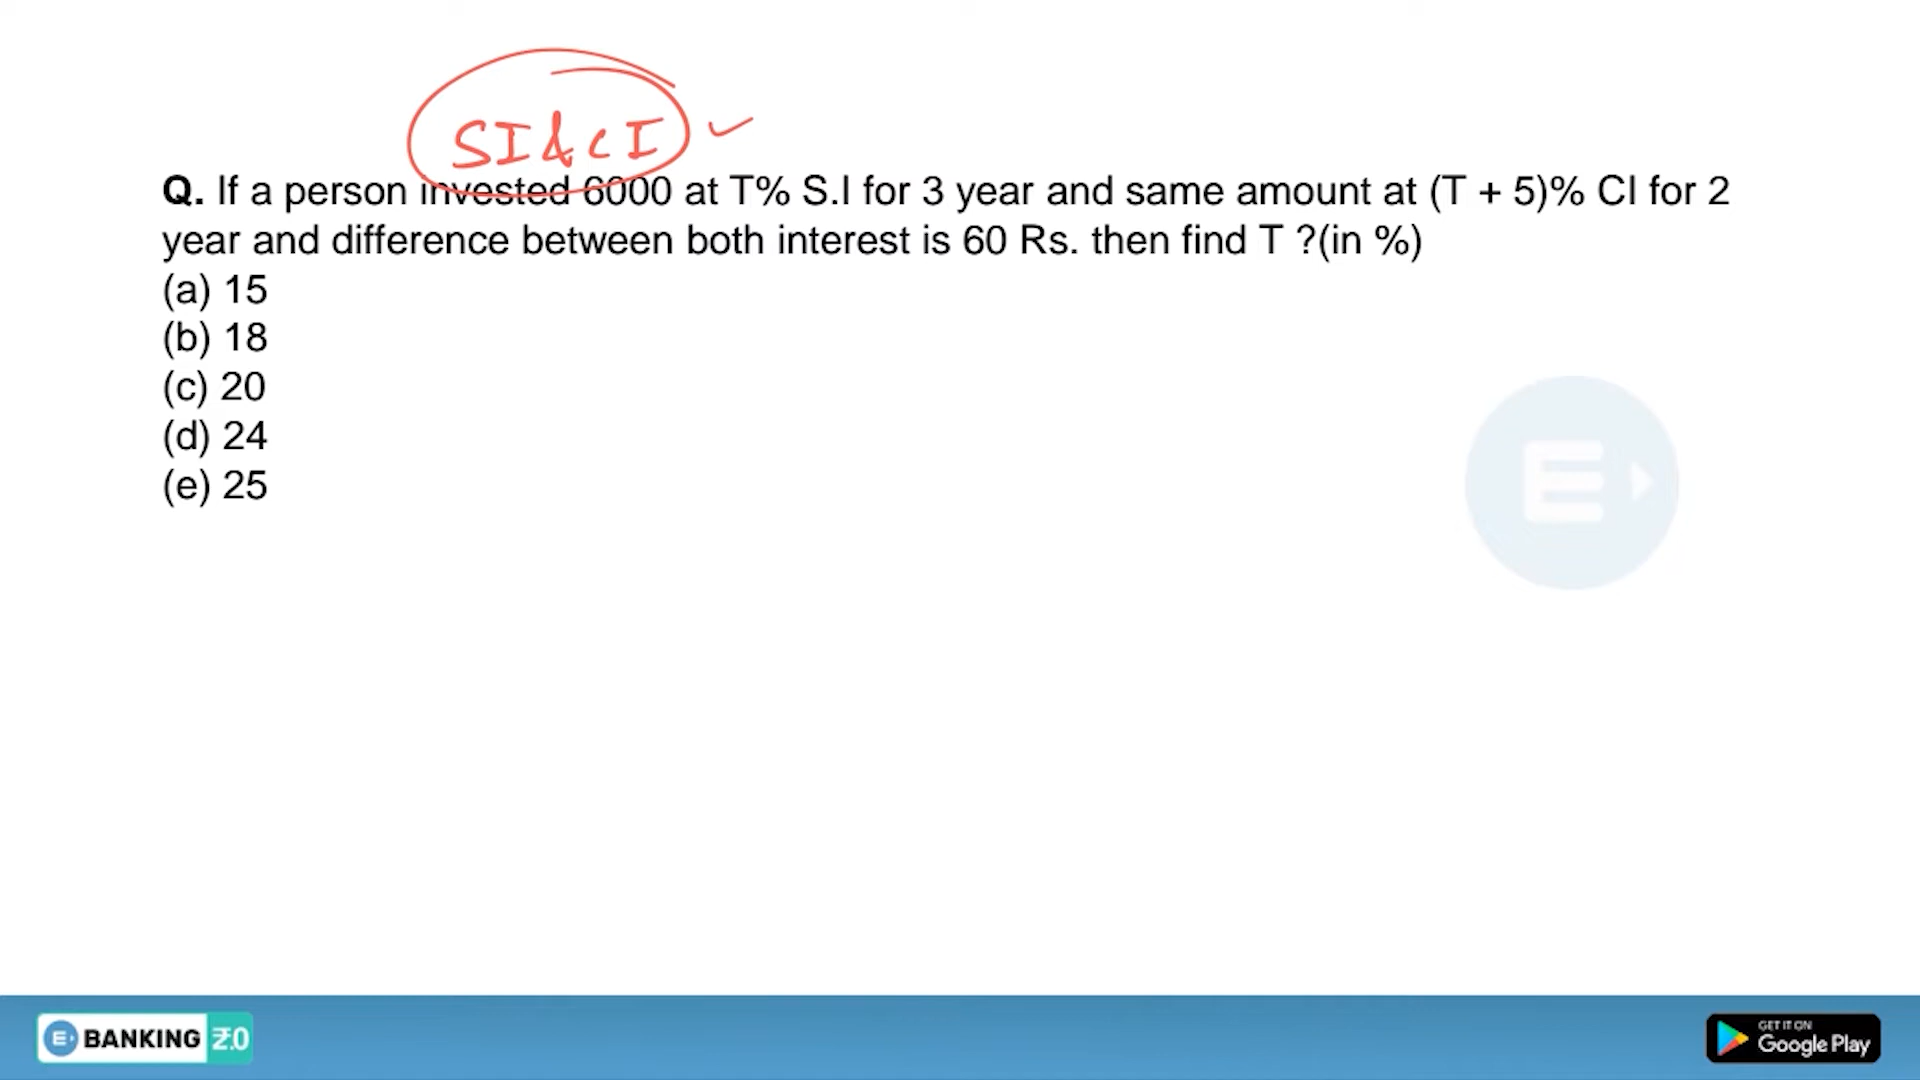 SI & CI
Q. If a person invested 6000 at T% S.I for 3 year and same amount at (T + 5)% CI for 2
year and difference between both interest is 60 Rs. then find T ?(in %)
(a) 15
(b) 18
(c) 20
(d) 24
(e) 25
E
E BANKING 2.0
GET IT ON
Google Play